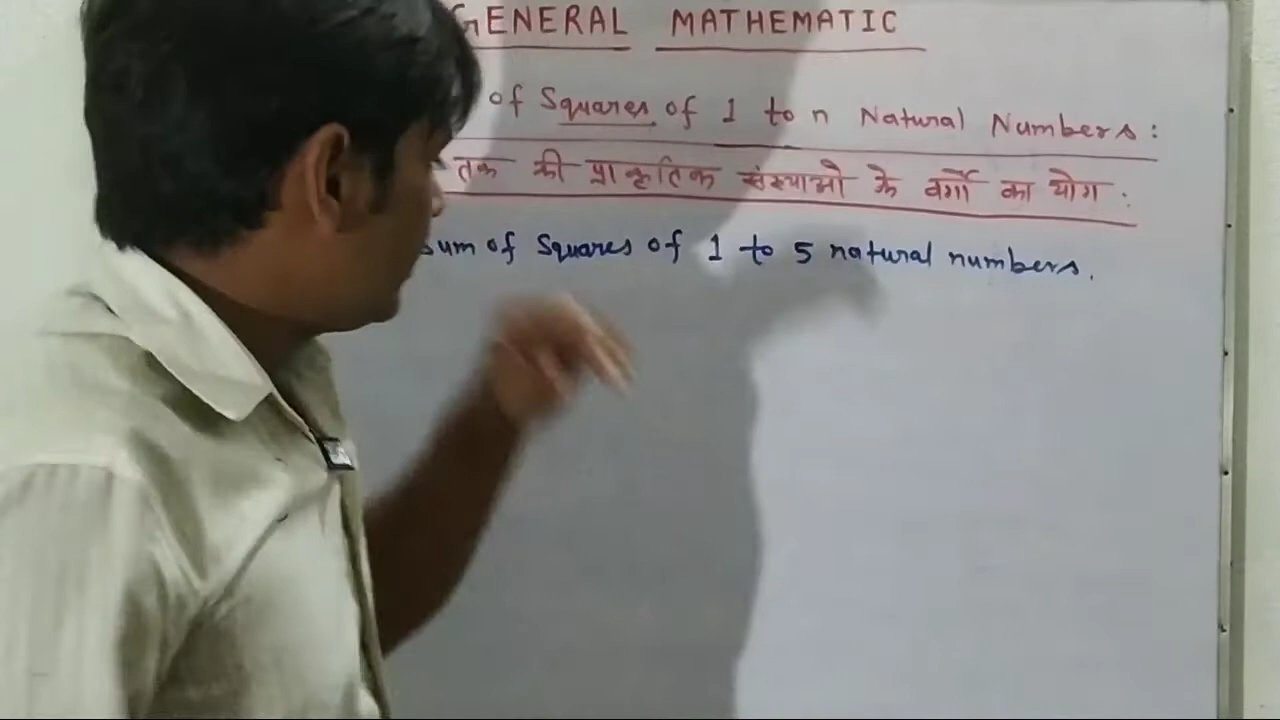 GENERAL MATHEMATIC
of Squares of 1 to n Natural Numbers:
तक की प्राकृतिक संख्याओ के वर्गो का योग :
Sum of Squares of 1 to 5 natural numbers.